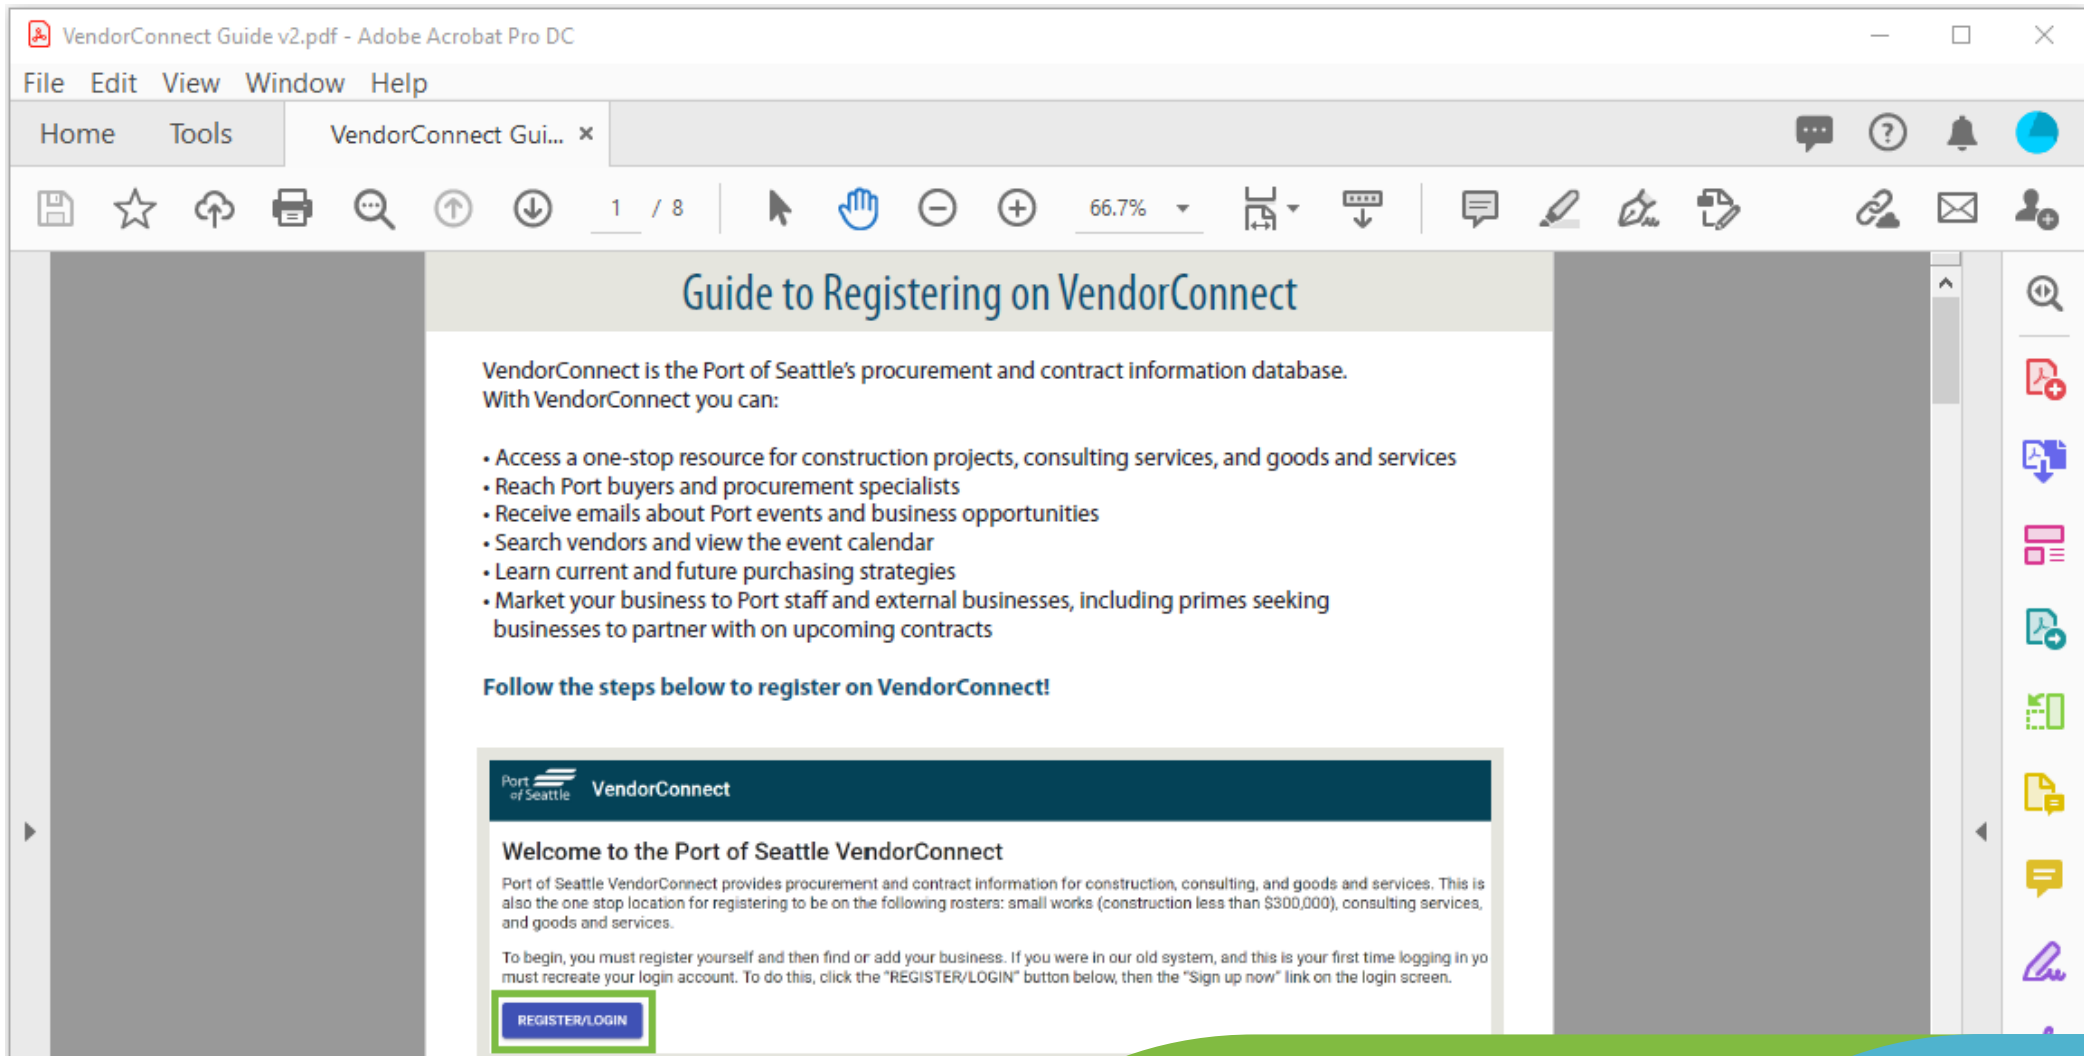 VendorConnect Guide v2.pdf - Adobe Acrobat Pro DC
File Edit View Window Help
Home Tools VendorConnect Gui... ×
1 / 8 66.7%
Guide to Registering on VendorConnect
VendorConnect is the Port of Seattle's procurement and contract information database.
With VendorConnect you can:
• Access a one-stop resource for construction projects, consulting services, and goods and services
• Reach Port buyers and procurement specialists
• Receive emails about Port events and business opportunities
• Search vendors and view the event calendar
• Learn current and future purchasing strategies
• Market your business to Port staff and external businesses, including primes seeking
businesses to partner with on upcoming contracts
Follow the steps below to register on VendorConnect!
Port
of Seattle VendorConnect
Welcome to the Port of Seattle VendorConnect
Port of Seattle VendorConnect provides procurement and contract information for construction, consulting, and goods and services. This is
also the one stop location for registering to be on the following rosters: small works (construction less than $300,000), consulting services,
and goods and services.
To begin, you must register yourself and then find or add your business. If you were in our old system, and this is your first time logging in yo
must recreate your login account. To do this, click the "REGISTER/LOGIN" button below, then the "Sign up now" link on the login screen.
REGISTER/LOGIN